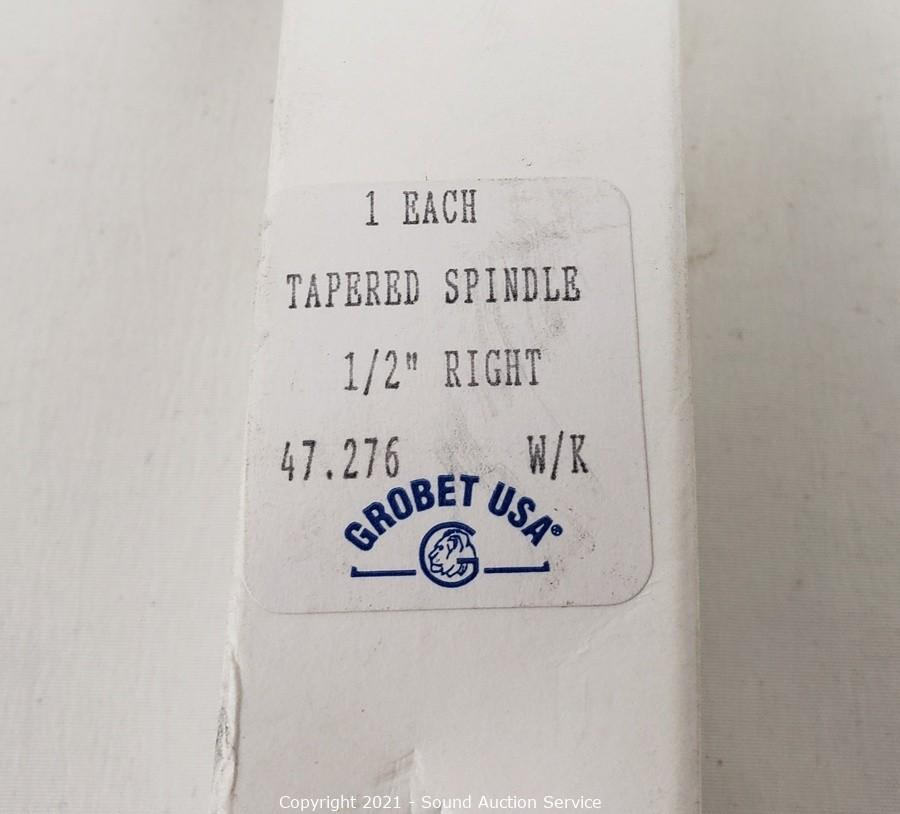 1 EACH
TAPERED SPINDLE
1/2" RIGHT
47.276 W/K
GROBET USA®
G
Copyright 2021 - Sound Auction Service